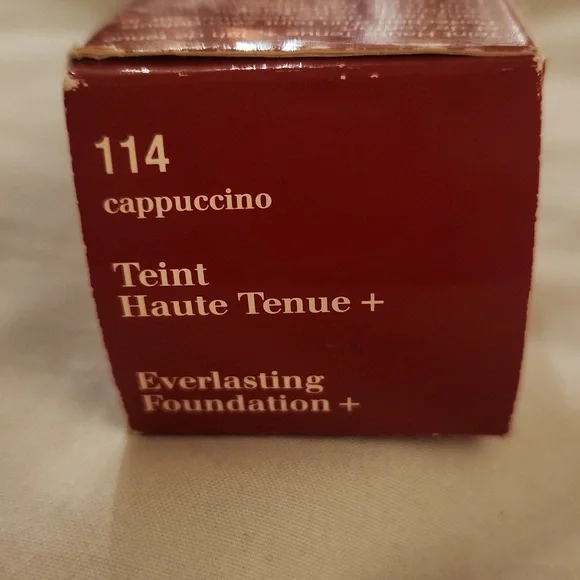 114
cappuccino
Teint
Haute Tenue +
Everlasting
Foundation +